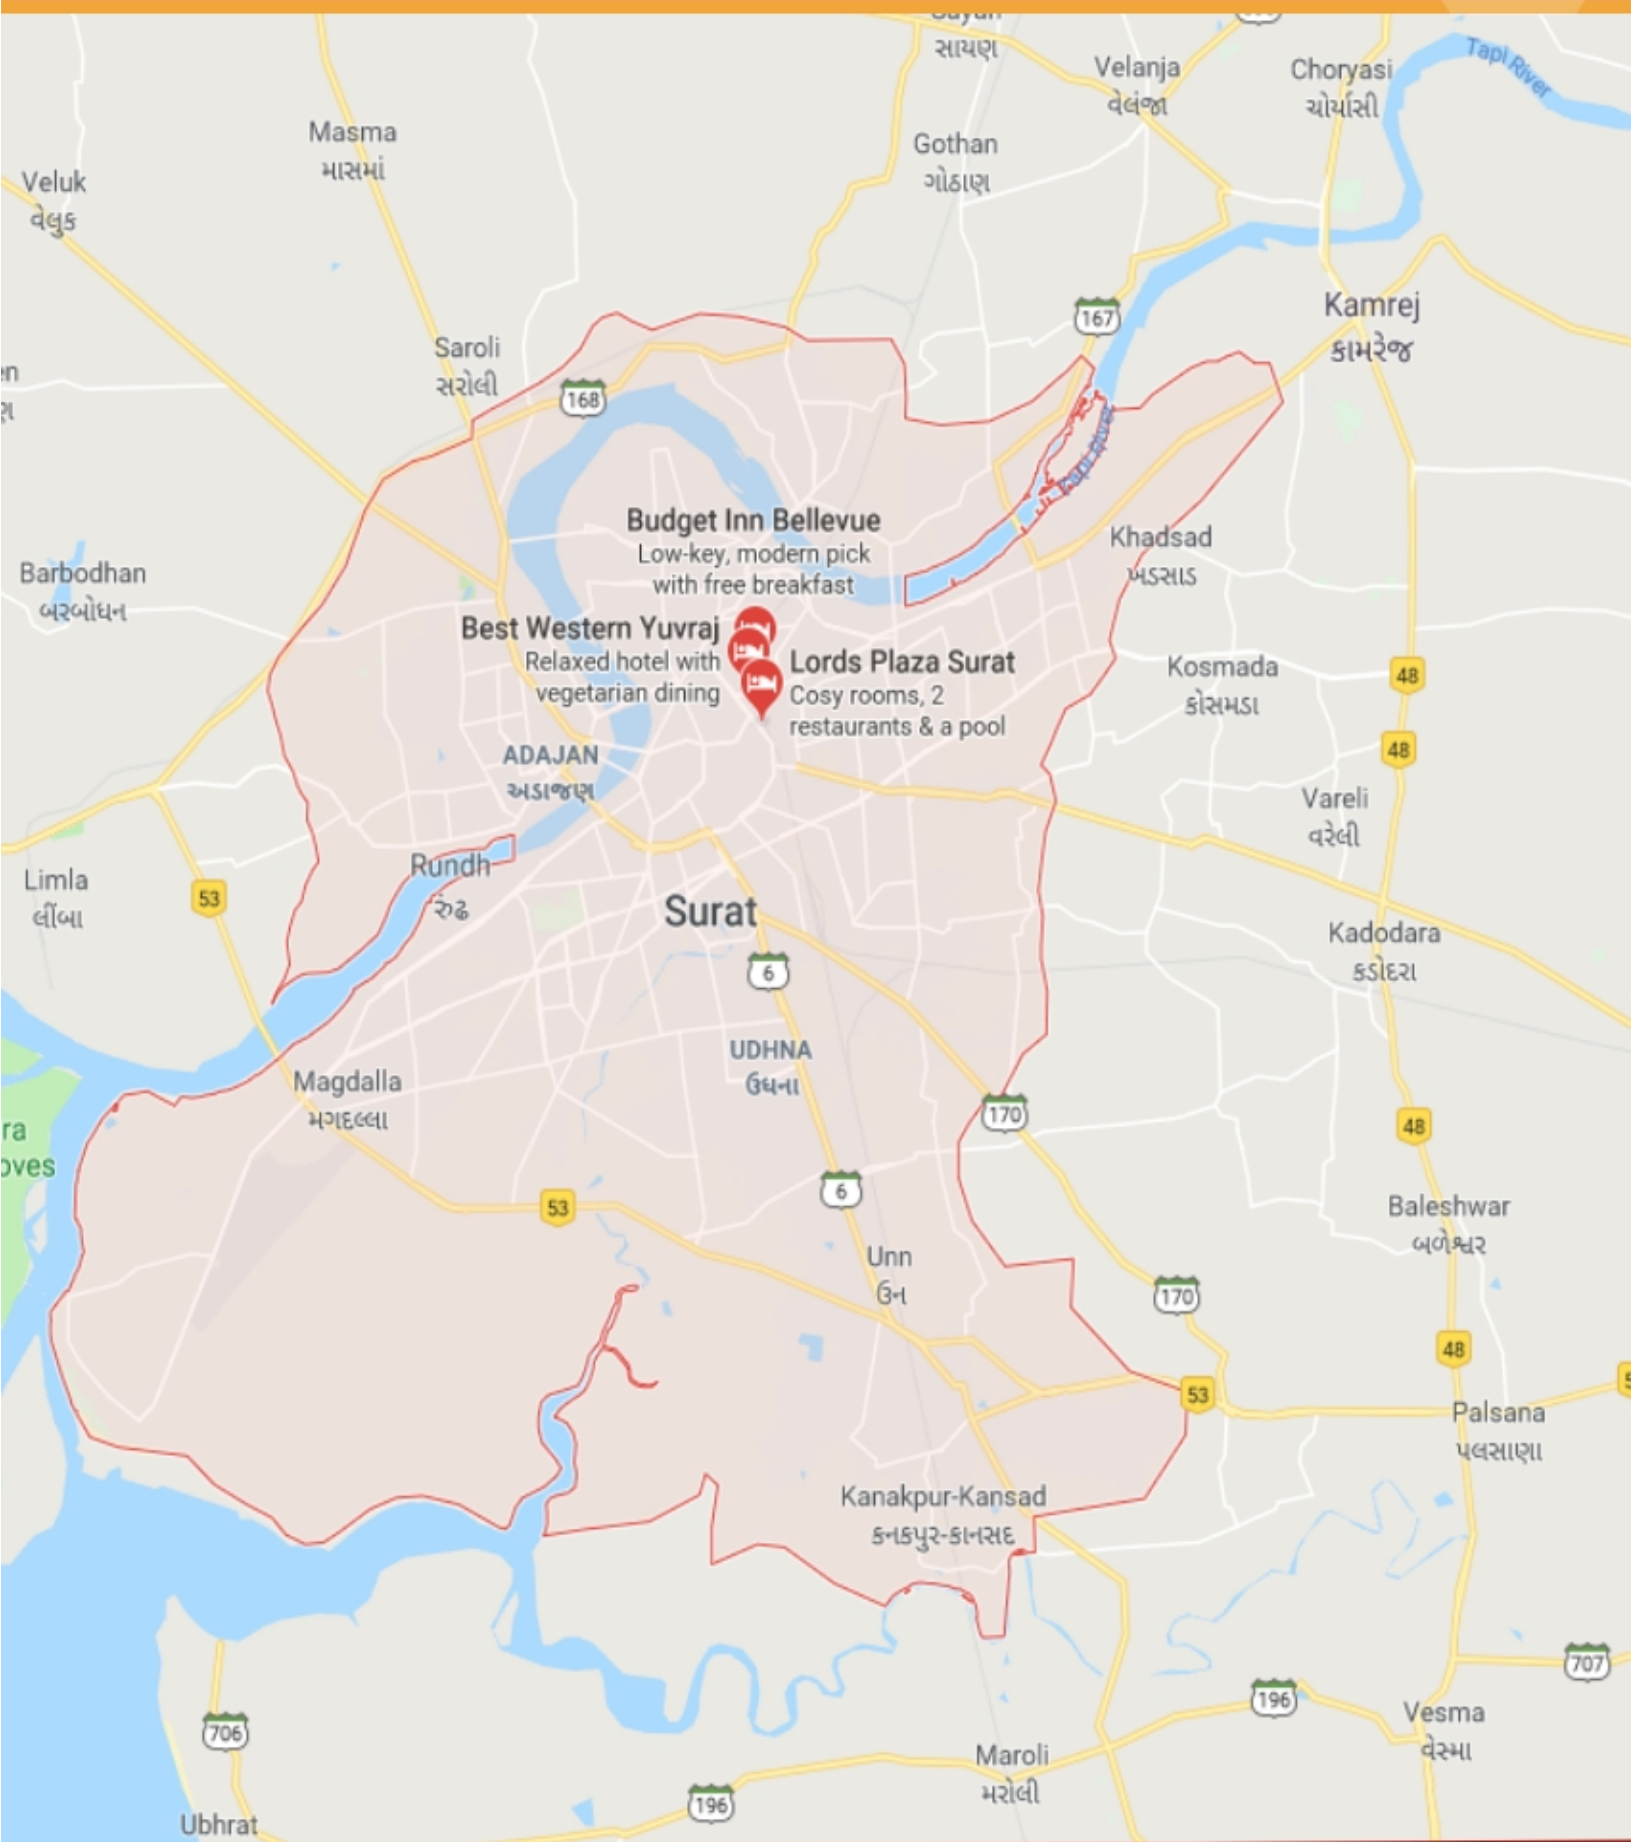 સાયણ
Velanja
વેલંજા
Choryasi
ચોર્યાસી
Tapi River
Masma
માસમાં
Gothan
ગોઠાણ
Veluk
વેલુક
167
Kamrej
કામરેજ
Saroli
સરોલી
168
Tapi River
Budget Inn Bellevue
Low-key, modern pick
with free breakfast
Khadsad
ખડસાડ
Barbodhan
બરબોધન
Best Western Yuvraj
Relaxed hotel with
vegetarian dining
Lords Plaza Surat
Cosy rooms, 2
restaurants & a pool
Kosmada
કોસમડા
48
48
ADAJAN
અડાજણ
Vareli
વરેલી
Rundh
રુંઢ
Limla
લીંબા
53
Surat
Kadodara
કડોદરા
6
UDHNA
ઉધના
Magdalla
મગદલ્લા
170
48
ra
oves
6
53
Baleshwar
બળેશ્વર
Unn
ઉન
170
48
53
5
Palsana
પલસાણા
Kanakpur-Kansad
કનકપુર-કાનસદ
707
196
706
Vesma
વેસ્મા
Maroli
મરોલી
196
Ubhrat